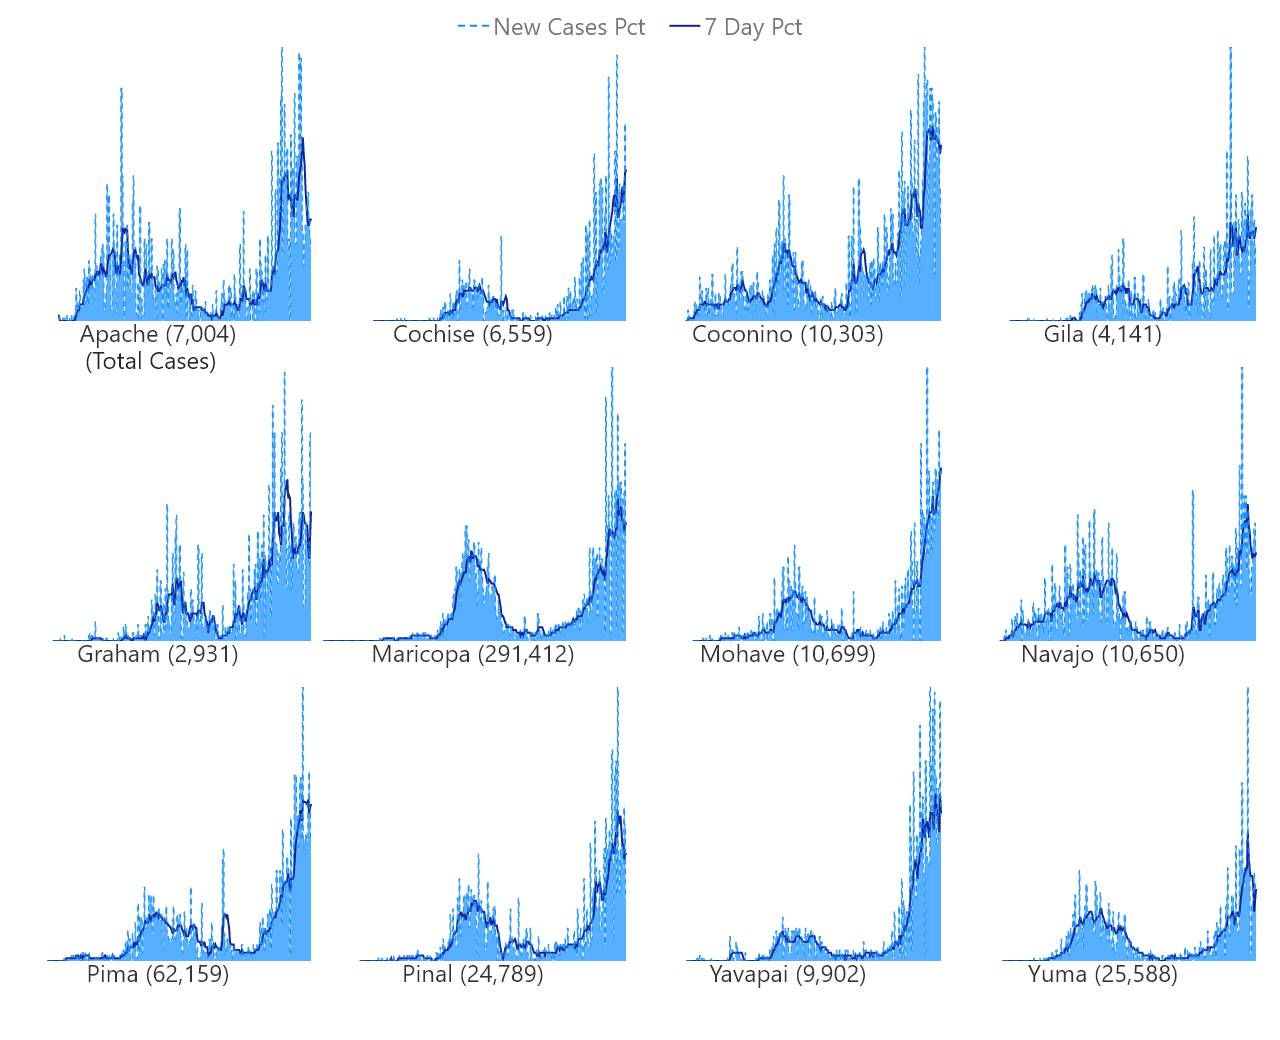 New Cases Pct 7 Day Pct
Apache (7,004) Cochise (6,559) Coconino (10,303) Gila (4,141)
(Total Cases)
Graham (2,931) Maricopa (291,412) Mohave (10,699) Navajo (10,650)
Pima (62,159) Pinal (24,789) Yavapai (9,902) Yuma (25,588)